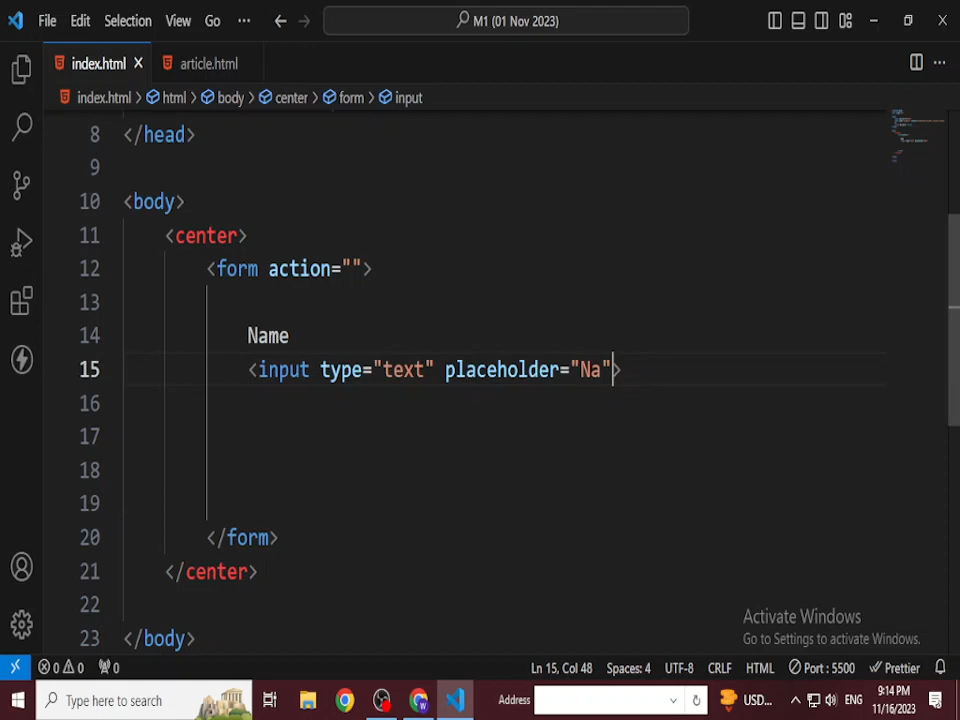 File Edit Selection View Go ··· M1 (01 Nov 2023)
index.html article.html
index.html > html > body > center > form > input
8 </head>
9
10 <body>
11 <center>
12 <form action="">
13
14 Name
15 <input type="text" placeholder="Na">
16
17
18
19
20 </form>
21 </center>
22
23 </body>
Activate Windows
Go to Settings to activate Windows.
0 0 0 Ln 15, Col 48 Spaces: 4 UTF-8 CRLF HTML Port : 5500 Prettier
Type here to search Address USD... ENG 9:14 PM
11/16/2023